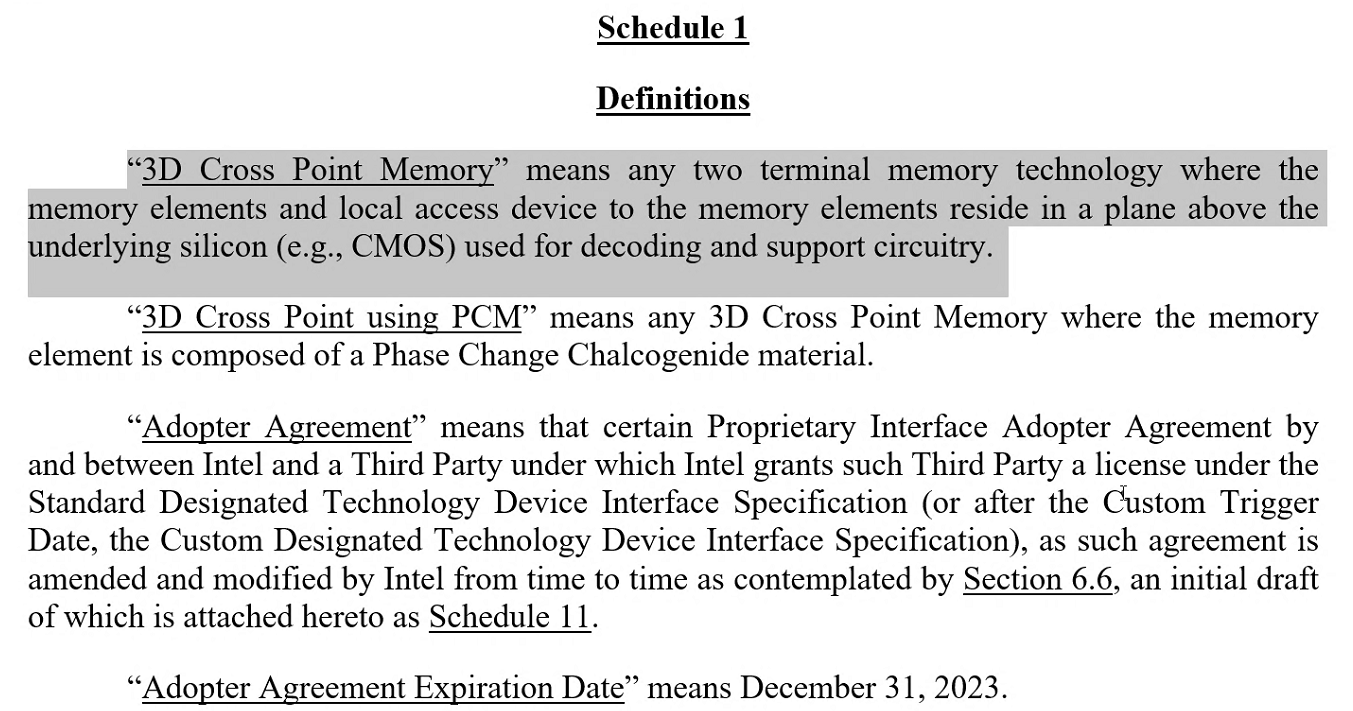 Schedule 1
Definitions
“3D Cross Point Memory” means any two terminal memory technology where the
memory elements and local access device to the memory elements reside in a plane above the
underlying silicon (e.g., CMOS) used for decoding and support circuitry.
“3D Cross Point using PCM” means any 3D Cross Point Memory where the memory
element is composed of a Phase Change Chalcogenide material.
“Adopter Agreement” means that certain Proprietary Interface Adopter Agreement by
and between Intel and a Third Party under which Intel grants such Third Party a license under the
Standard Designated Technology Device Interface Specification (or after the Custom Trigger
Date, the Custom Designated Technology Device Interface Specification), as such agreement is
amended and modified by Intel from time to time as contemplated by Section 6.6, an initial draft
of which is attached hereto as Schedule 11.
“Adopter Agreement Expiration Date” means December 31, 2023.